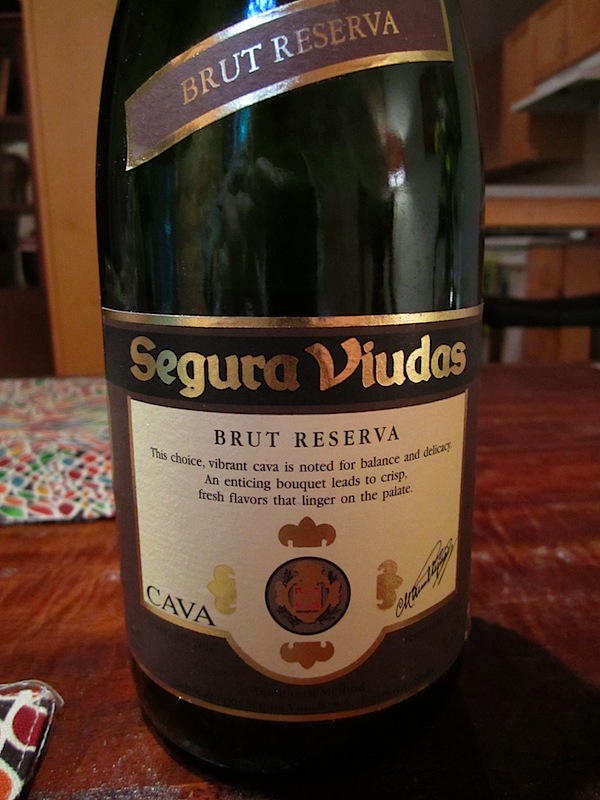 BRUT RESERVA
Segura Viudas
BRUT RESERVA
This choice, vibrant cava is noted for balance and delicacy.
An enticing bouquet leads to crisp,
fresh flavors that linger on the palate.
CAVA